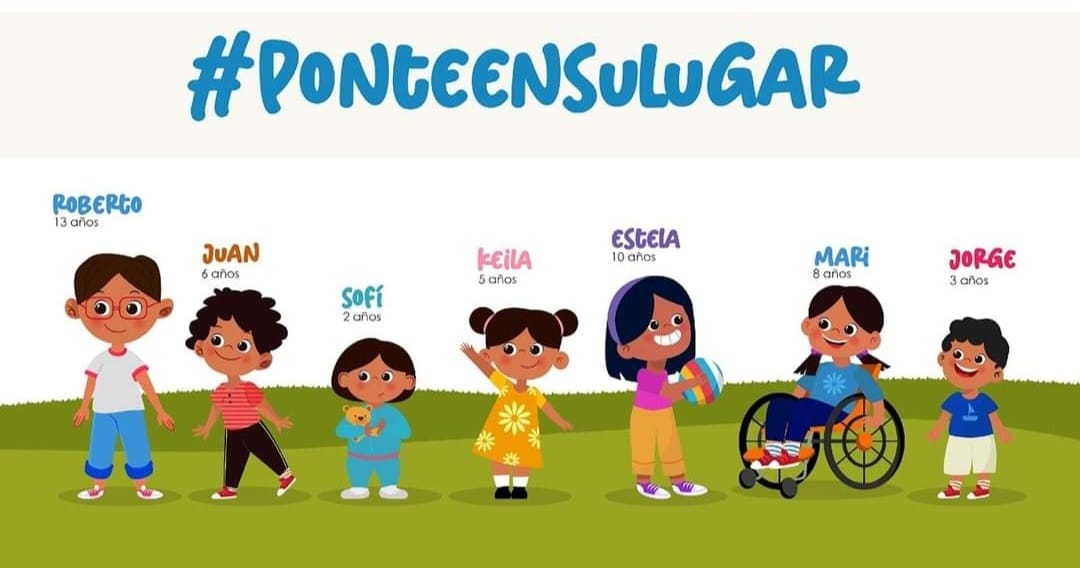 #PONTEENSULUGAR
ROBERTO
13 años
JUAN
6 años
SOFÍ
2 años
KEILA
5 años
ESTELA
10 años
MARi
8 años
JORGE
3 años